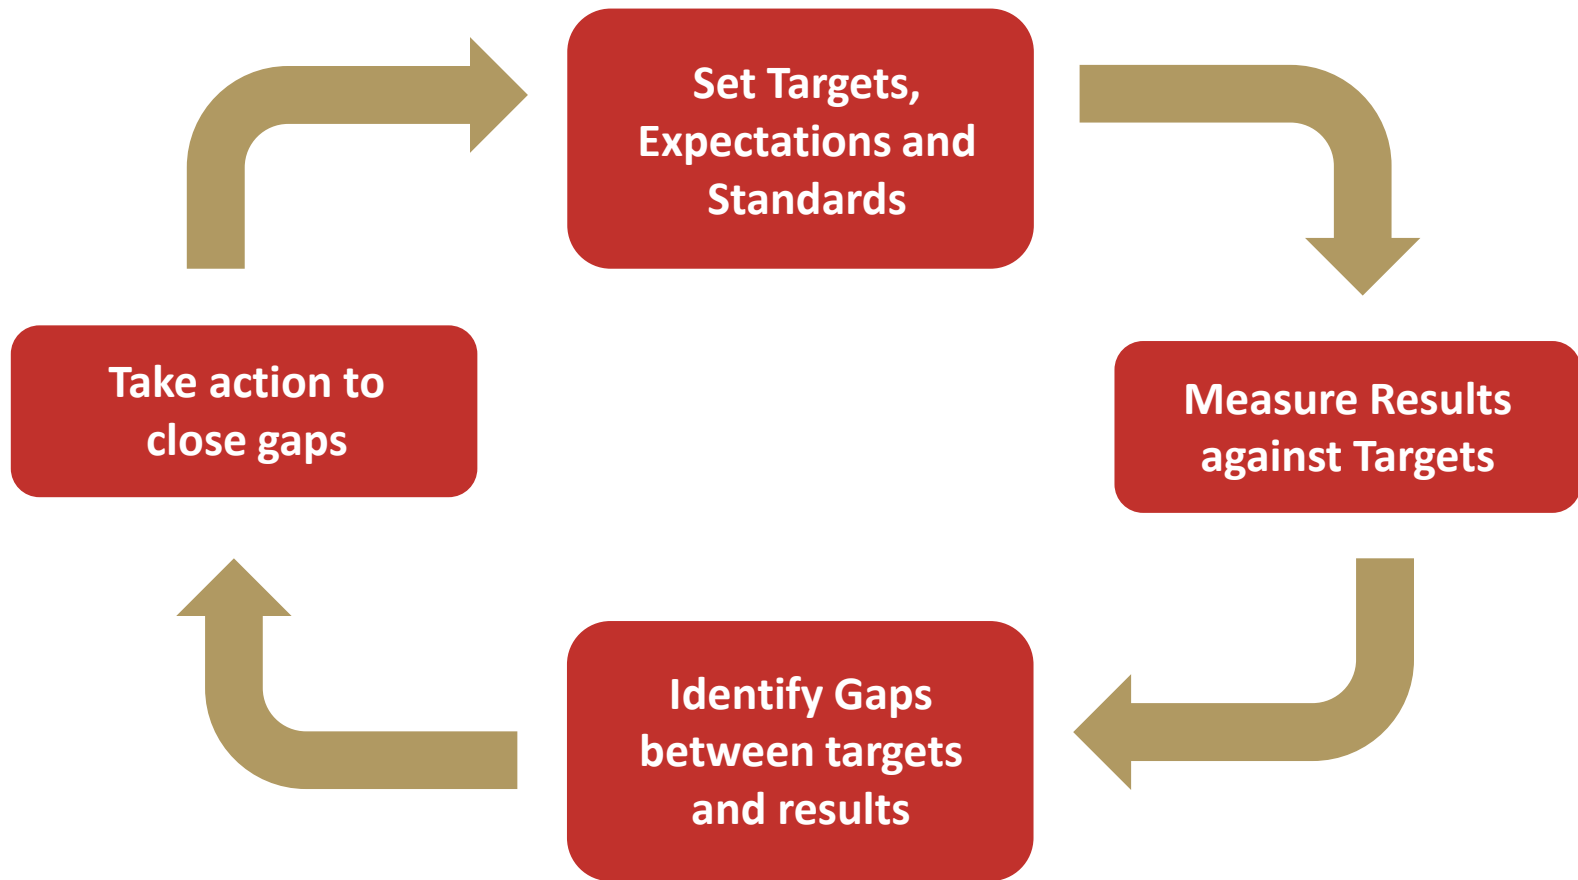 Set Targets,
Expectations and
Standards
Measure Results
against Targets
Identify Gaps
between targets
and results
Take action to
close gaps